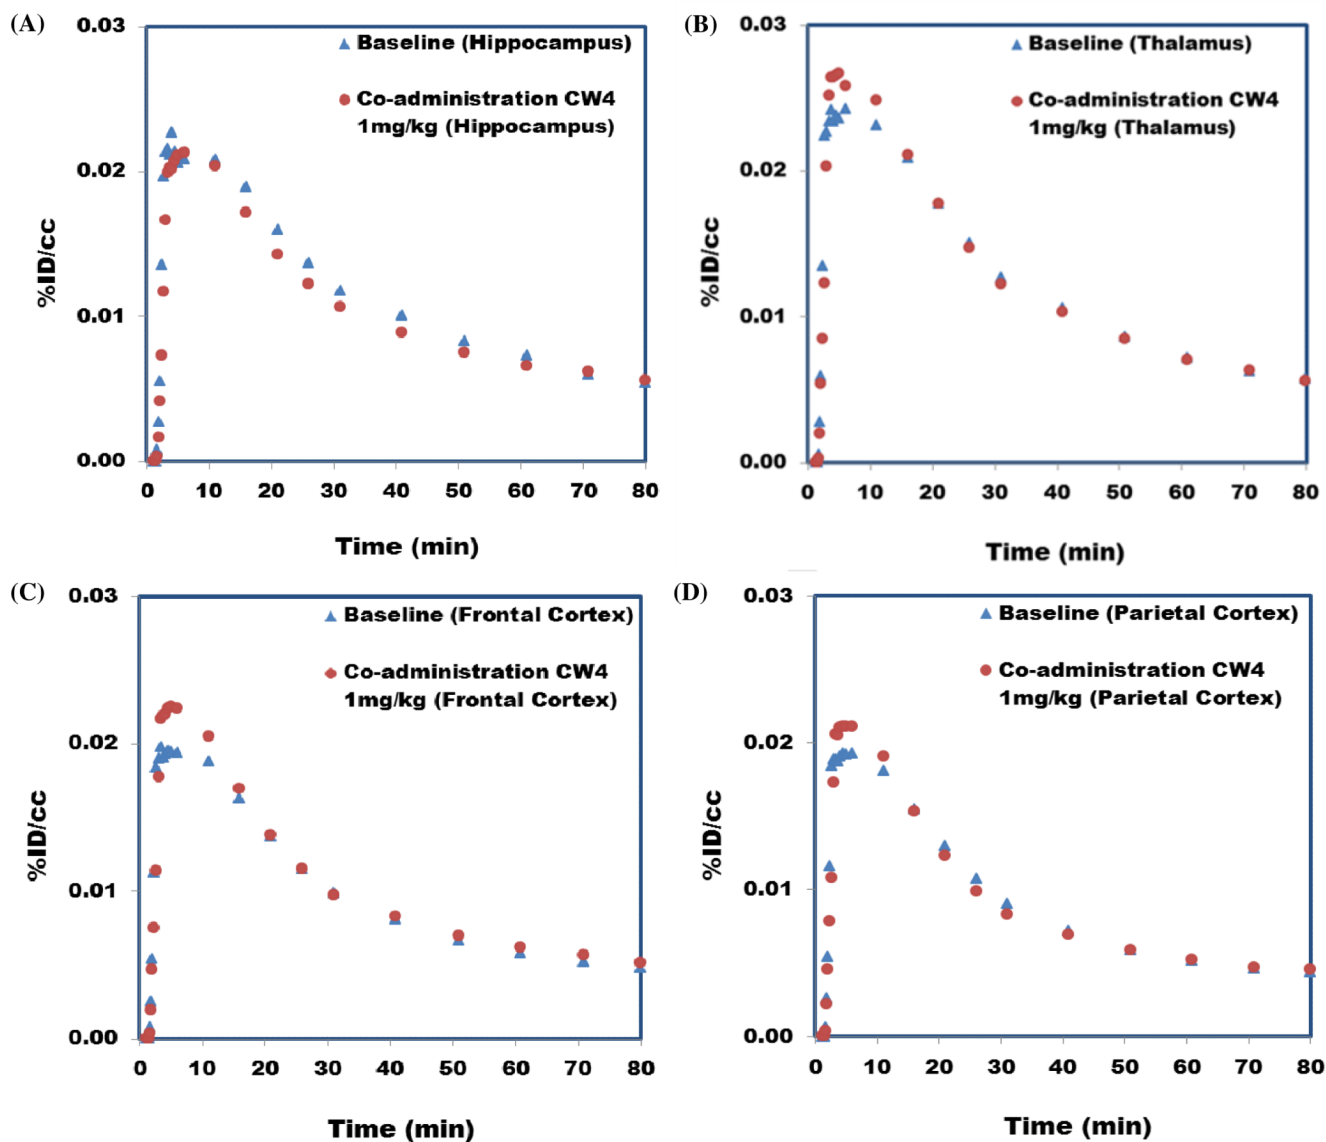 (A)
0.03
Baseline (Hippocampus)
Co-administration CW4
1mg/kg (Hippocampus)
0.02
%ID/cc
0.01
0.00
0 10 20 30 40 50 60 70 80
Time (min)
(B)
0.03
Baseline (Thalamus)
Co-administration CW4
1mg/kg (Thalamus)
0.02
%ID/cc
0.01
0.00
0 10 20 30 40 50 60 70 80
Time (min)
(C)
0.03
Baseline (Frontal Cortex)
Co-administration CW4
1mg/kg (Frontal Cortex)
0.02
%ID/cc
0.01
0.00
0 10 20 30 40 50 60 70 80
Time (min)
(D)
0.03
Baseline (Parietal Cortex)
Co-administration CW4
1mg/kg (Parietal Cortex)
0.02
%ID/cc
0.01
0.00
0 10 20 30 40 50 60 70 80
Time (min)